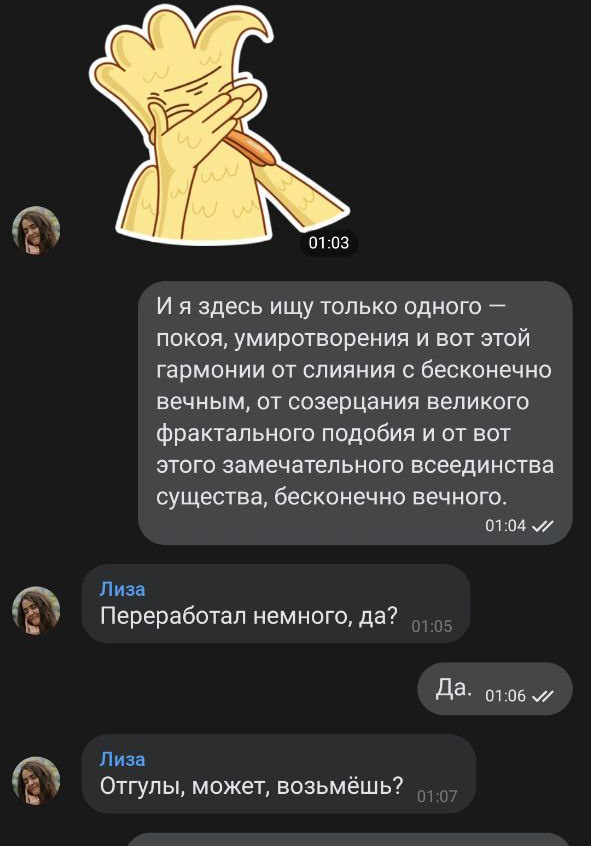 01:03
И я здесь ищу только одного —
покоя, умиротворения и вот этой
гармонии от слияния с бесконечно
вечным, от созерцания великого
фрактального подобия и от вот
этого замечательного всеединства
существа, бесконечно вечного.
01:04
Лиза
Переработал немного, да? 01:05
Да. 01:06
Лиза
Отгулы, может, возьмёшь? 01:07